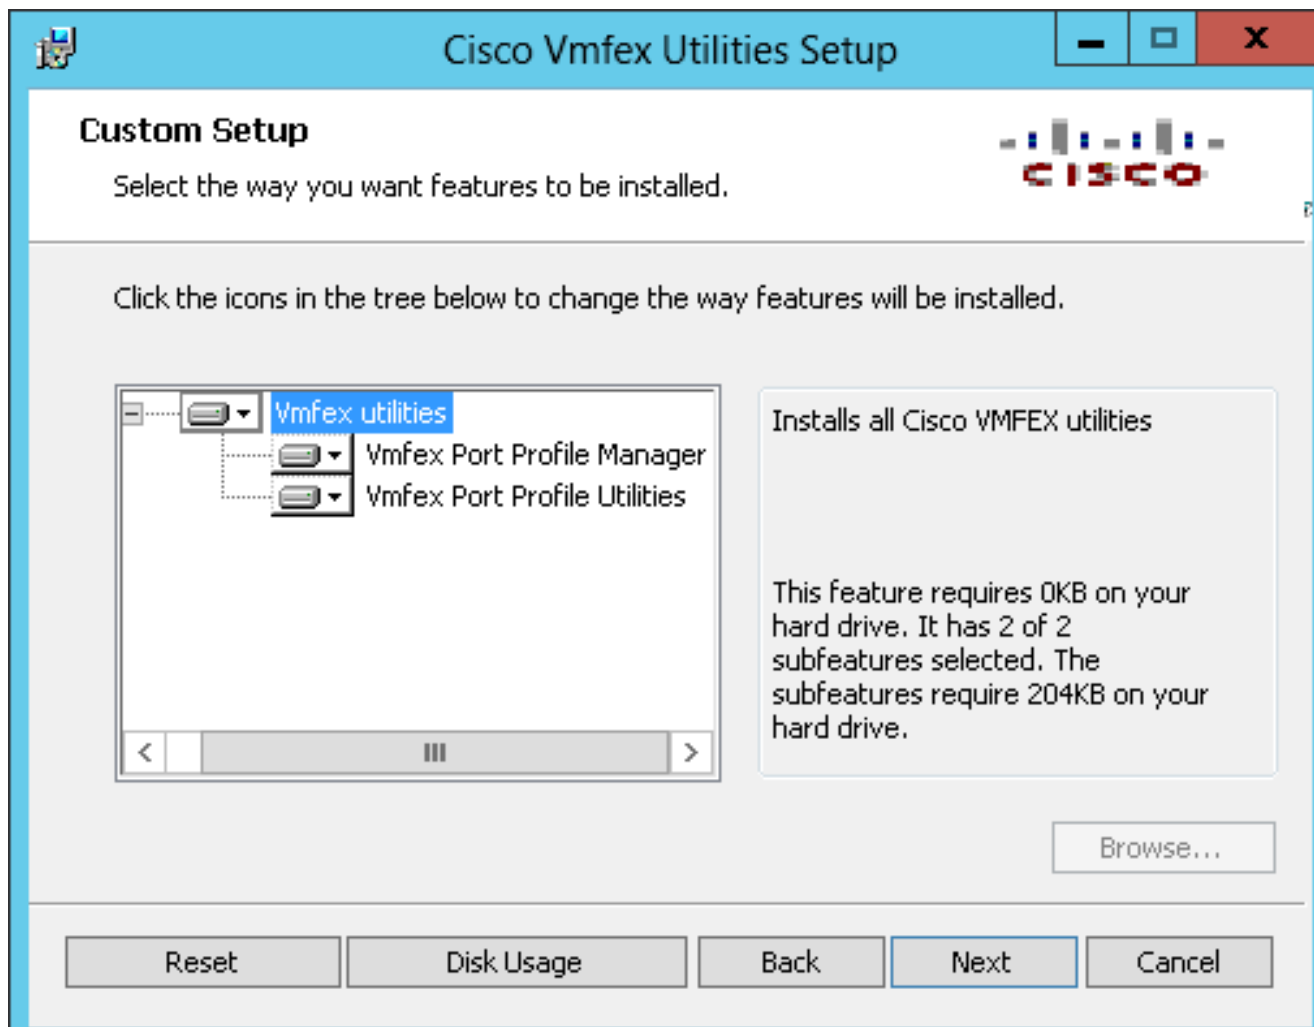 Cisco Vmfex Utilities Setup
Custom Setup
Select the way you want features to be installed.
CISCO
Click the icons in the tree below to change the way features will be installed.
Vmfex utilities
Vmfex Port Profile Manager
Vmfex Port Profile Utilities
Installs all Cisco VMFEX utilities
This feature requires 0KB on your
hard drive. It has 2 of 2
subfeatures selected. The
subfeatures require 204KB on your
hard drive.
Browse...
Reset
Disk Usage
Back
Next
Cancel